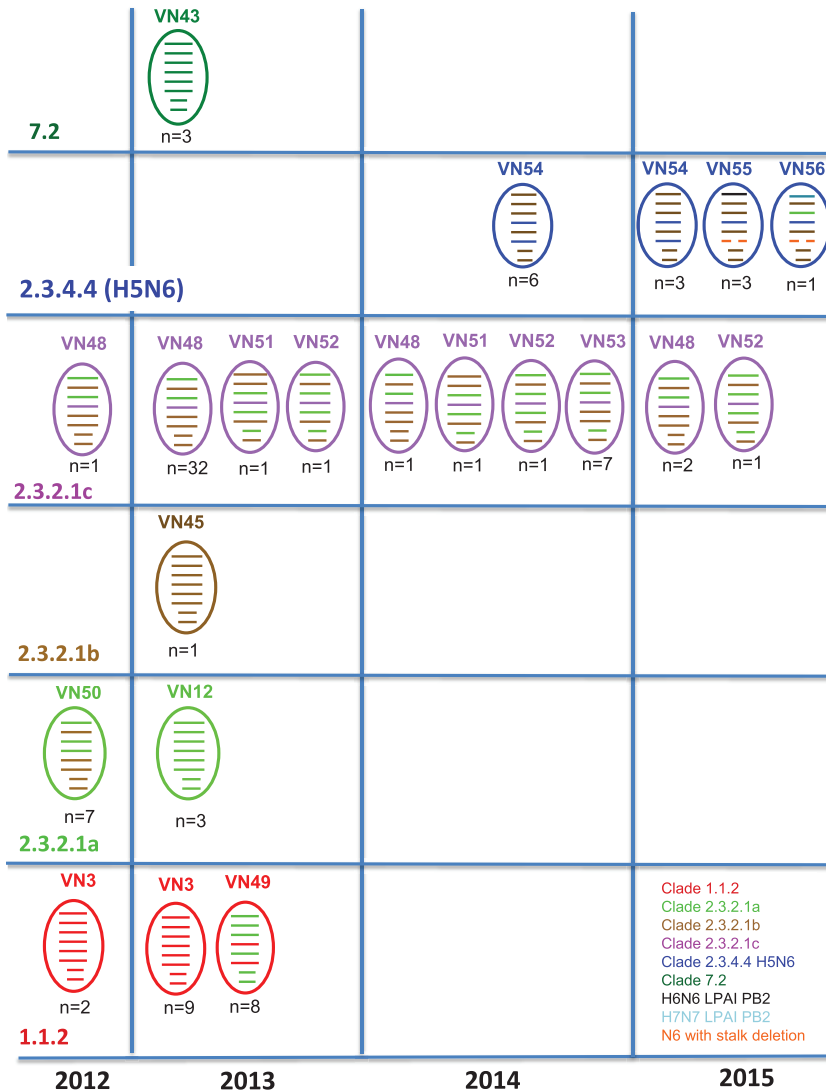 VN43
n=3
7.2
VN54 VN54 VN55 VN56
n=6 n=3 n=3 n=1
2.3.4.4 (H5N6)
VN48 VN48 VN51 VN52 VN48 VN51 VN52 VN53 VN48 VN52
n=1 n=32 n=1 n=1 n=1 n=1 n=1 n=7 n=2 n=1
2.3.2.1c
VN45
n=1
2.3.2.1b
VN50 VN12
n=7 n=3
2.3.2.1a
VN3 VN3 VN49
n=2 n=9 n=8
1.1.2
Clade 1.1.2
Clade 2.3.2.1a
Clade 2.3.2.1b
Clade 2.3.2.1c
Clade 2.3.4.4 H5N6
Clade 7.2
H6N6 LPAI PB2
H7N7 LPAI PB2
N6 with stalk deletion
2012 2013 2014 2015